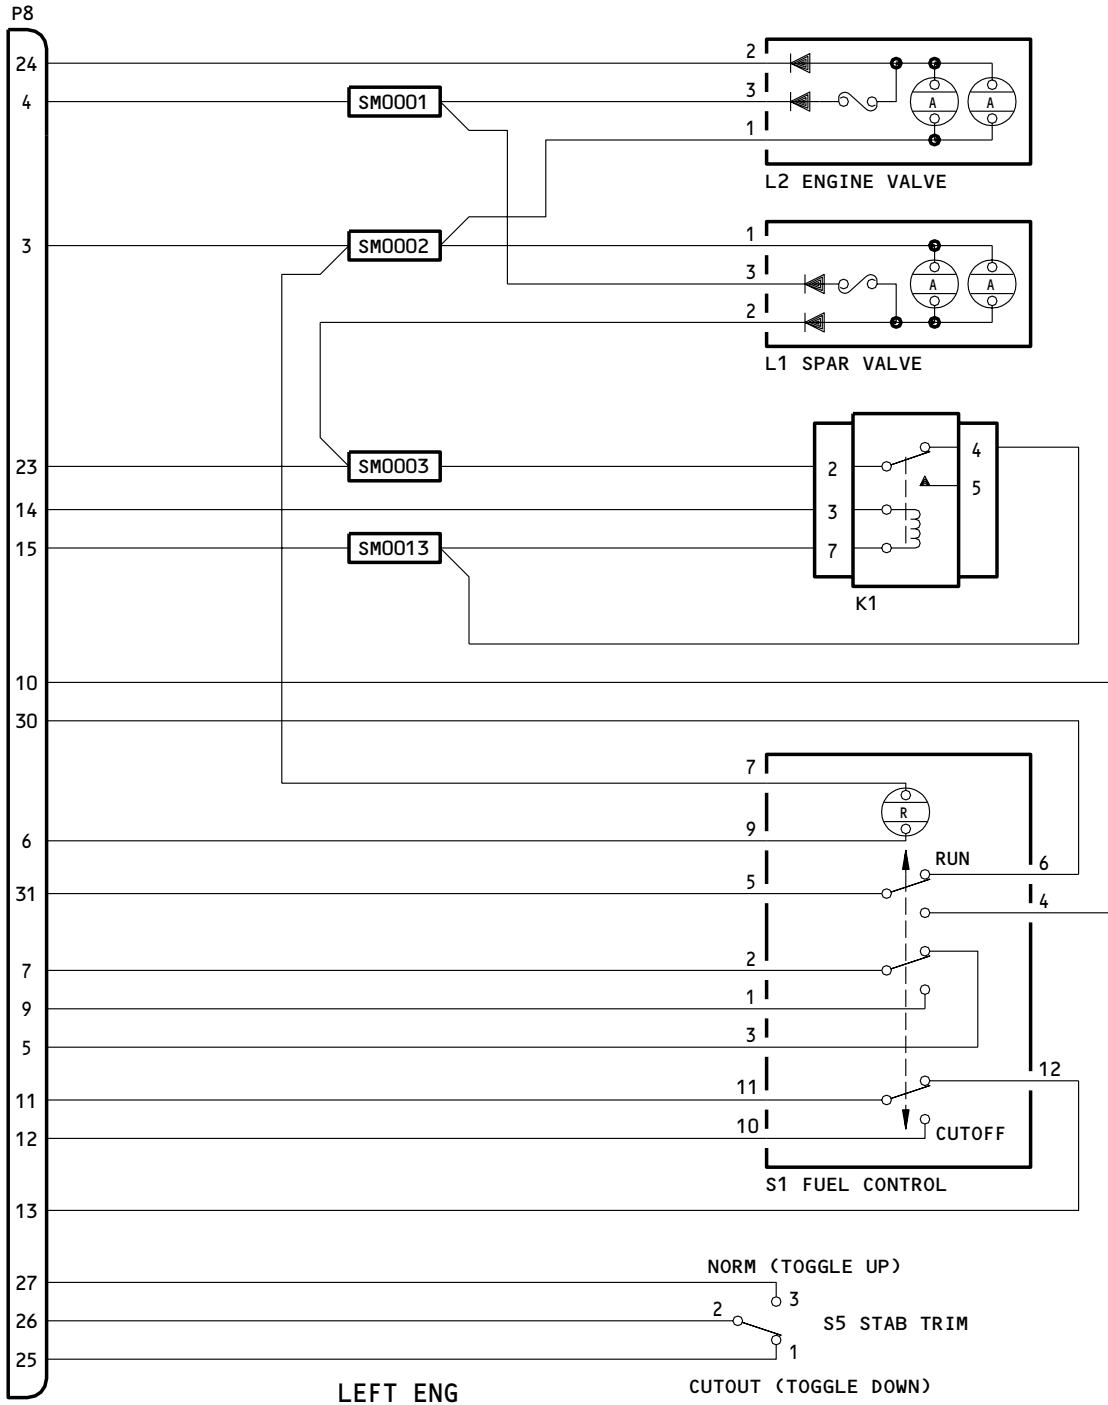 P8
24
2
4
SM0001
3
A
A
1
L2 ENGINE VALVE
3
SM0002
1
3
A
A
2
L1 SPAR VALVE
23
SM0003
2
4
5
14
3
15
SM0013
7
K1
10
30
7
R
6
9
RUN
6
31
5
4
7
2
9
1
5
3
12
11
11
12
10
CUTOFF
S1 FUEL CONTROL
13
NORM (TOGGLE UP)
27
3
26
2
S5 STAB TRIM
25
1
LEFT ENG
CUTOUT (TOGGLE DOWN)